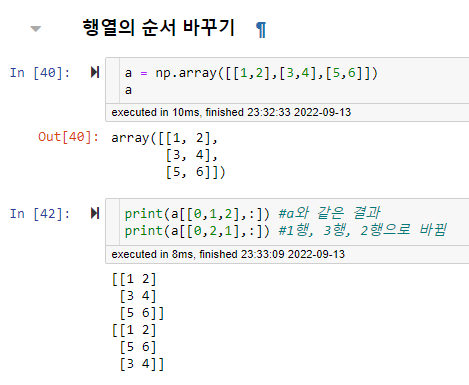 행열의 순서 바꾸기 ¶
In [40]: a = np.array([[1,2],[3,4],[5,6]])
a
executed in 10ms, finished 23:32:33 2022-09-13
Out[40]: array([[1, 2],
[3, 4],
[5, 6]])
In [42]: print(a[[0,1,2],:]) #a와 같은 결과
print(a[[0,2,1],:]) #1행, 3행, 2행으로 바뀜
executed in 8ms, finished 23:33:09 2022-09-13
[[1 2]
[3 4]
[5 6]]
[[1 2]
[5 6]
[3 4]]